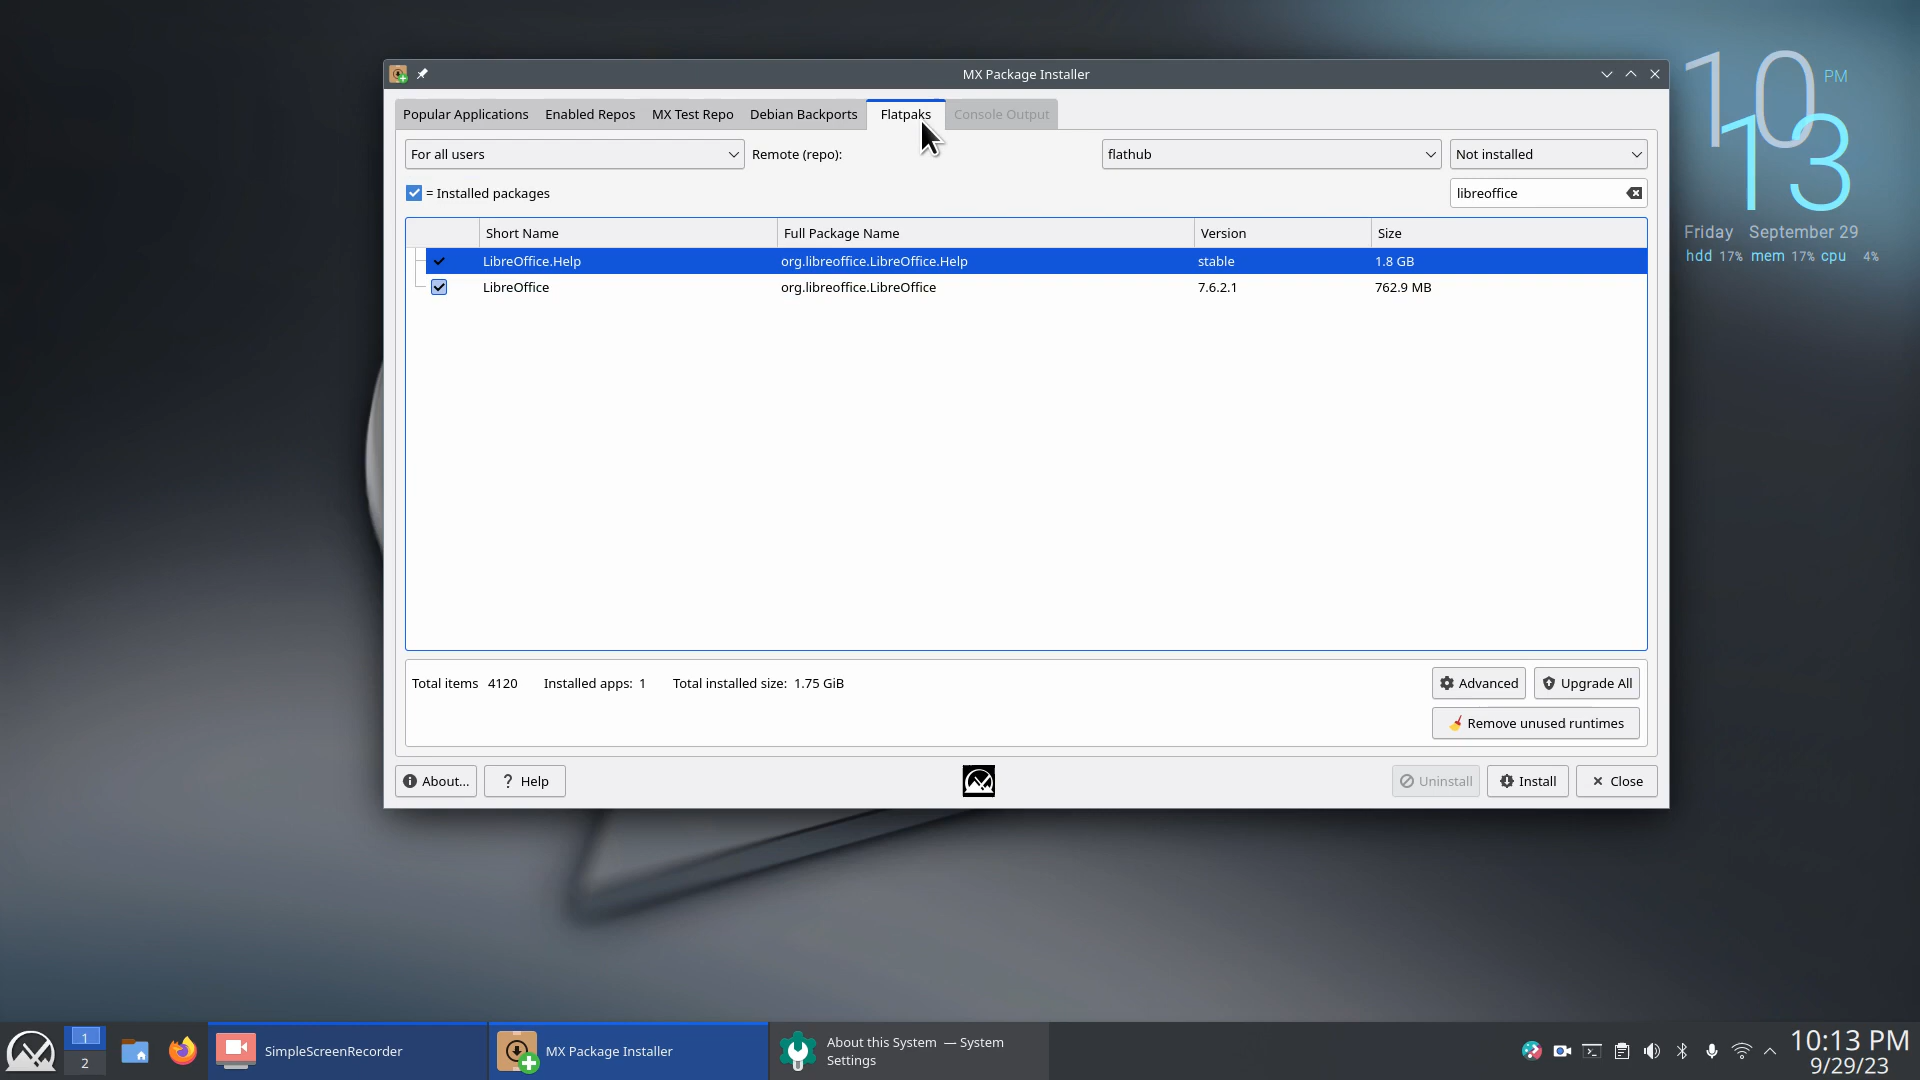 MX Package Installer
Popular Applications Enabled Repos MX Test Repo Debian Backports Flatpaks Console Output
For all users Remote (repo): flathub Not installed
= Installed packages libreoffice
Short Name Full Package Name Version Size
LibreOffice.Help org.libreoffice.LibreOffice.Help stable 1.8 GB
LibreOffice org.libreoffice.LibreOffice 7.6.2.1 762.9 MB
Total items 4120 Installed apps: 1 Total installed size: 1.75 GiB
Advanced Upgrade All
Remove unused runtimes
About... ? Help Uninstall Install Close
10 PM
13
Friday September 29
hdd 17% mem 17% cpu 4%
1
2
SimpleScreenRecorder
MX Package Installer
About this System — System
Settings
10:13 PM
9/29/23